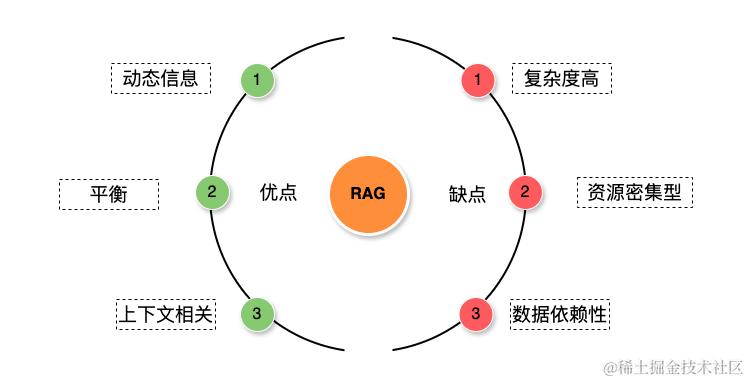 1
动态信息
2
平衡
3
上下文相关
优点
RAG
缺点
1
复杂度高
2
资源密集型
3
数据依赖性
@稀土掘金技术社区